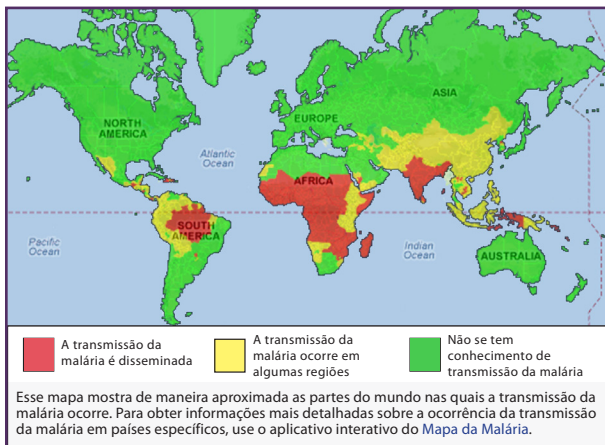 NORTH
AMERICA
EUROPE
ASIA
Atlantic
Ocean
AFRICA
SOUTH
AMERICA
Pacific
Ocean
Indian
Ocean
AUSTRALIA
A transmissão da
malária é disseminada
A transmissão da
malária ocorre em
algumas regiões
Não se tem
conhecimento de
transmissão da malária
Esse mapa mostra de maneira aproximada as partes do mundo nas quais a transmissão da
malária ocorre. Para obter informações mais detalhadas sobre a ocorrência da transmissão
da malária em países específicos, use o aplicativo interativo do Mapa da Malária.